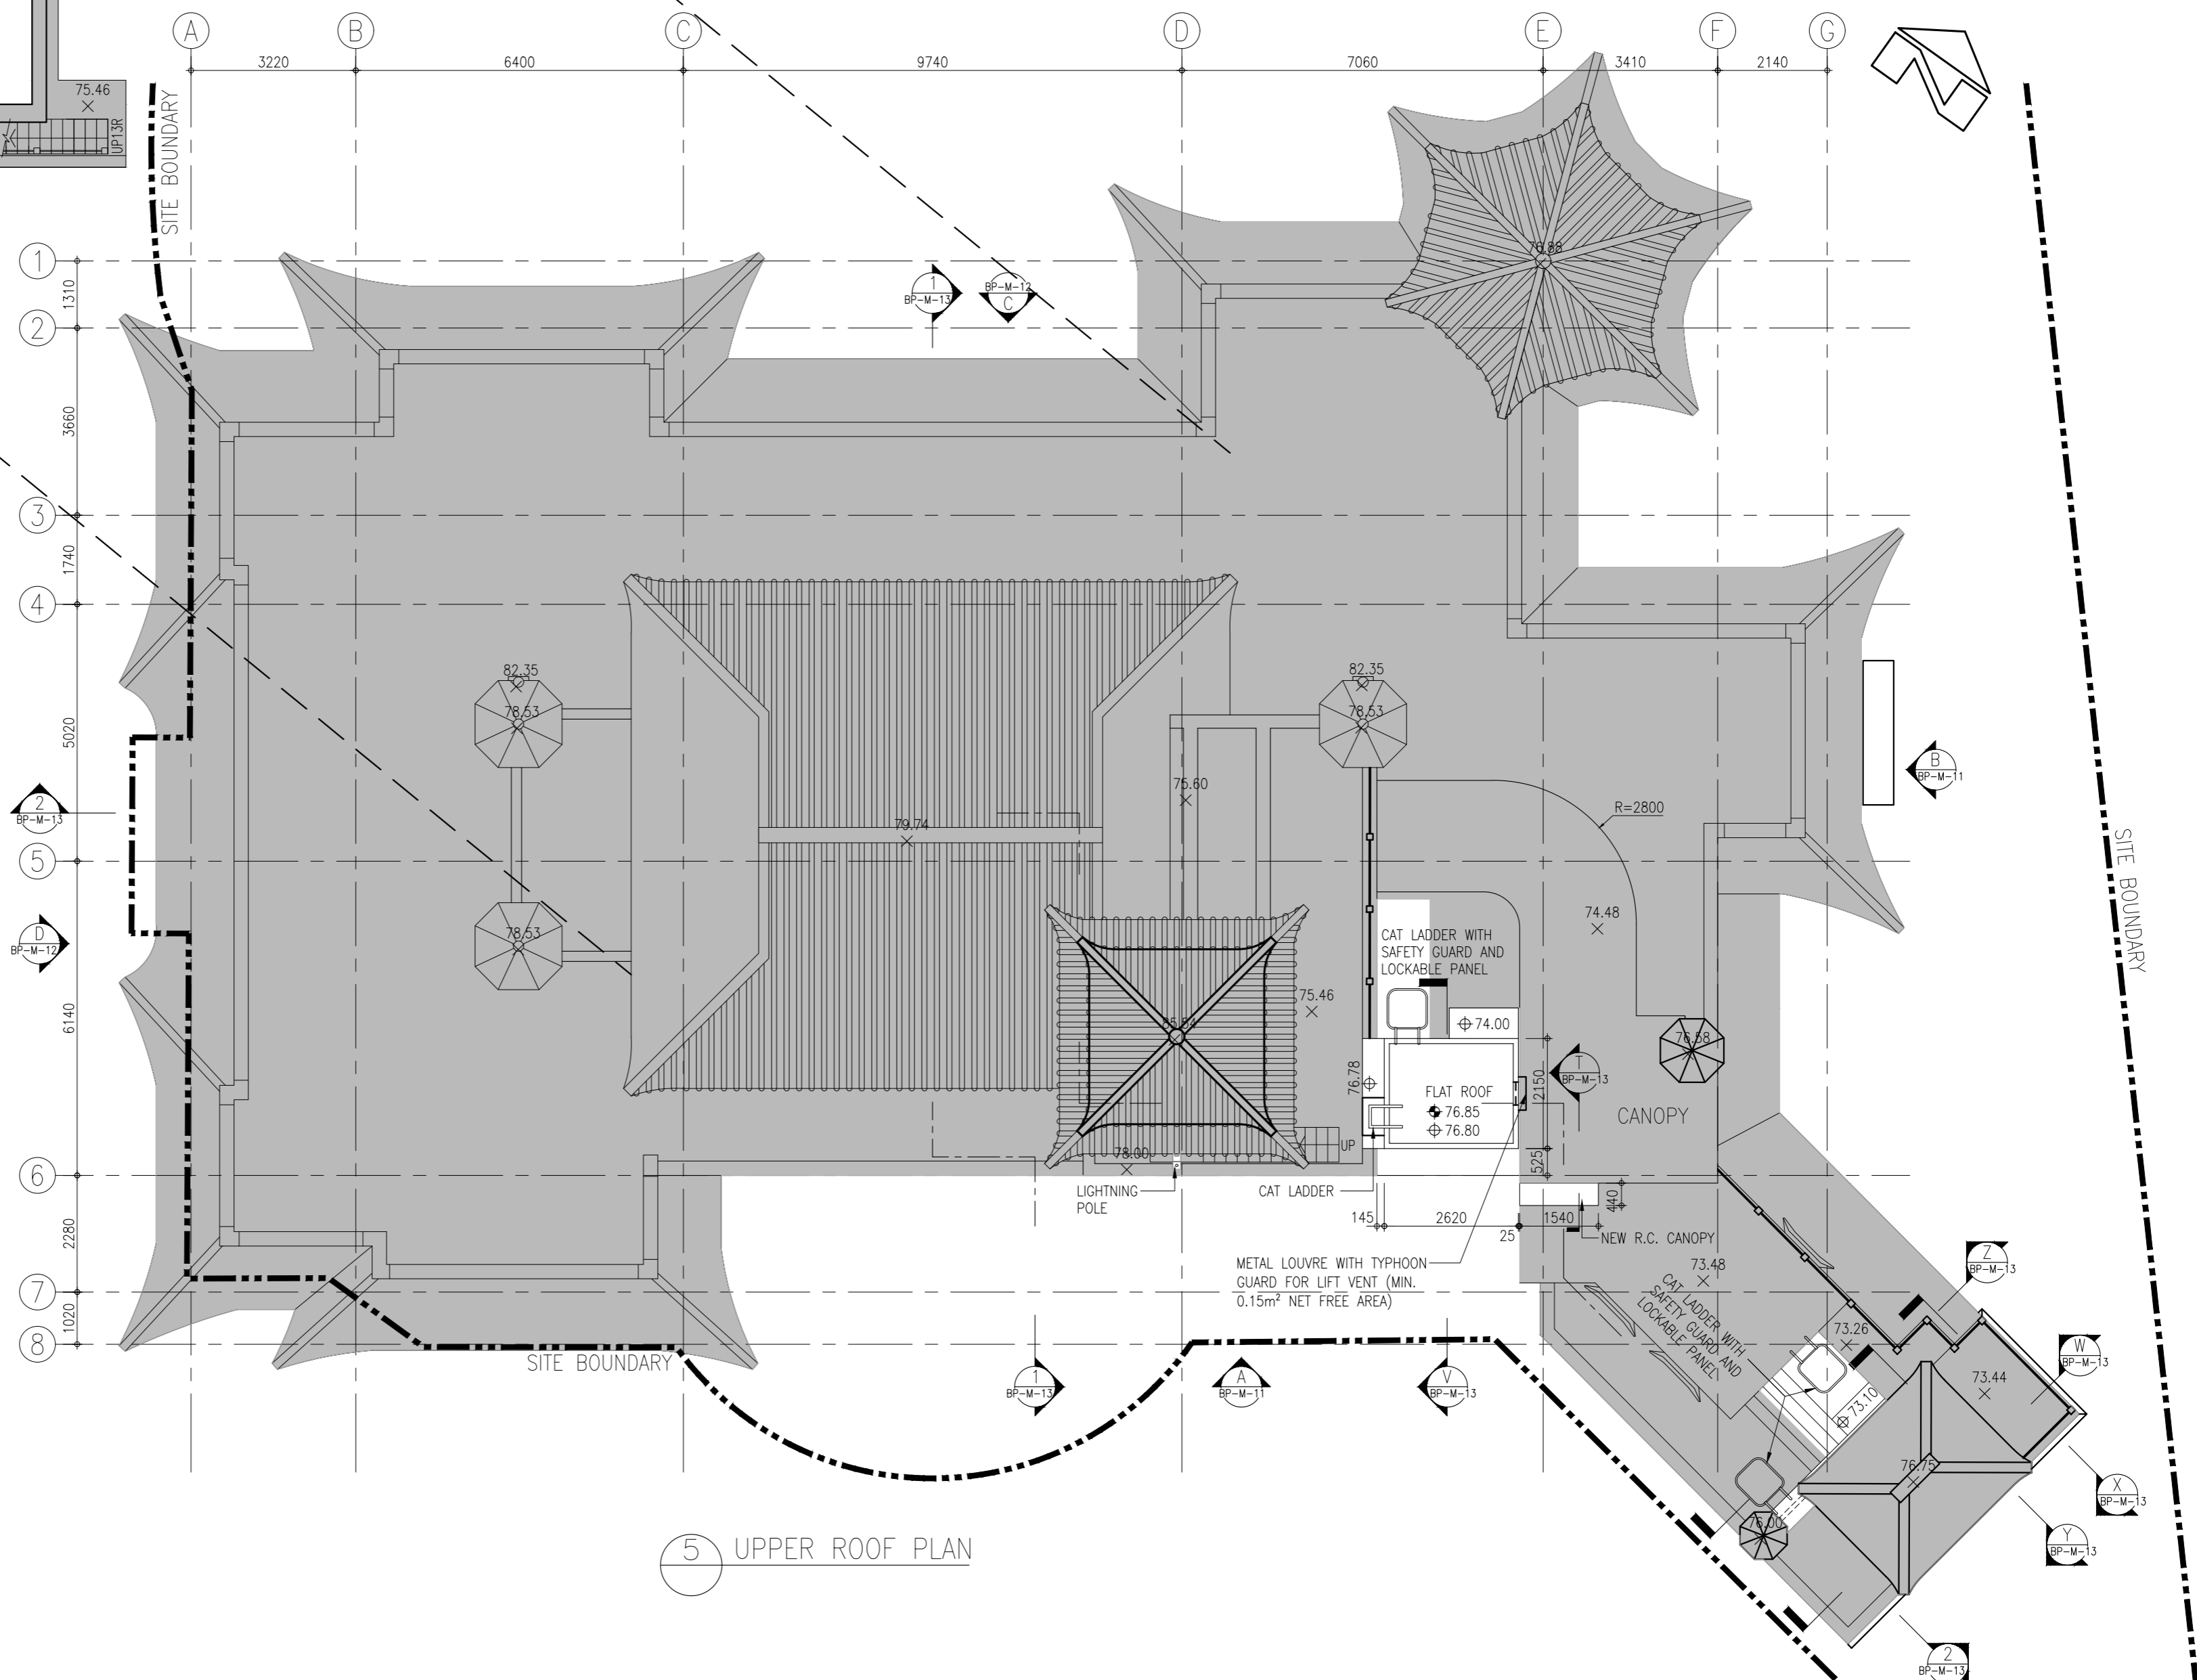 A
B
C
D
E
F
G
3220
6400
9740
7060
3410
2140
75.46
UP13R
SITE BOUNDARY
76.88
1
1310
2
3660
3
1740
4
5020
5
6140
6
2280
7
1020
8
1
BP-M-13
BP-M-12
C
82.35
78.53
82.35
78.53
75.60
79.74
78.53
R=2800
B
BP-M-11
2
BP-M-13
D
BP-M-12
74.48
CAT LADDER WITH
SAFETY GUARD AND
LOCKABLE PANEL
75.46
74.00
76.78
FLAT ROOF
76.85
76.80
2150
T
BP-M-13
76.58
CANOPY
SITE BOUNDARY
UP
78.00
525
LIGHTNING
POLE
CAT LADDER
145
2620
25
1540
440
NEW R.C. CANOPY
METAL LOUVRE WITH TYPHOON
GUARD FOR LIFT VENT (MIN.
0.15m² NET FREE AREA)
73.48
CAT LADDER WITH
SAFETY GUARD AND
LOCKABLE PANEL
73.26
73.10
73.44
76.75
76.00
Z
BP-M-13
W
BP-M-13
X
BP-M-13
Y
BP-M-13
2
BP-M-13
SITE BOUNDARY
1
BP-M-13
A
BP-M-11
V
BP-M-13
5
UPPER ROOF PLAN